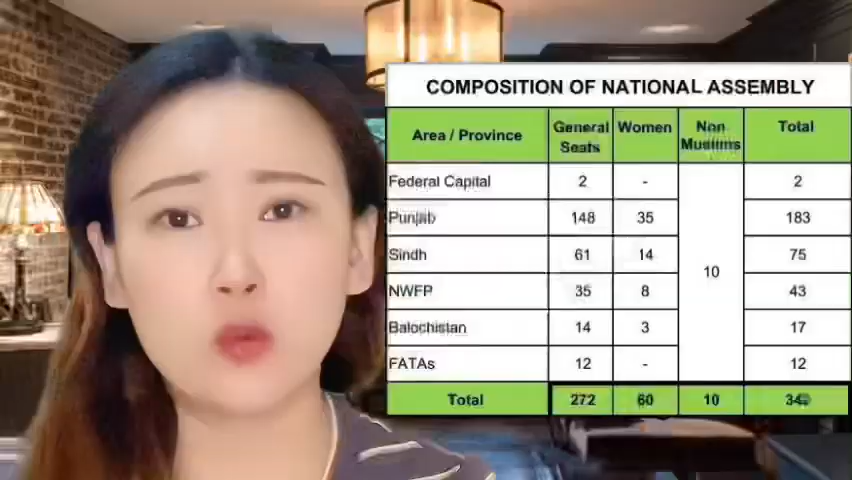 COMPOSITION OF NATIONAL ASSEMBLY
Area / Province General Seats Women Non Muslims Total
Federal Capital 2 - 2
Punjab 148 35 183
Sindh 61 14 75
NWFP 35 8 43
10
Balochistan 14 3 17
FATAs 12 - 12
Total 272 60 10